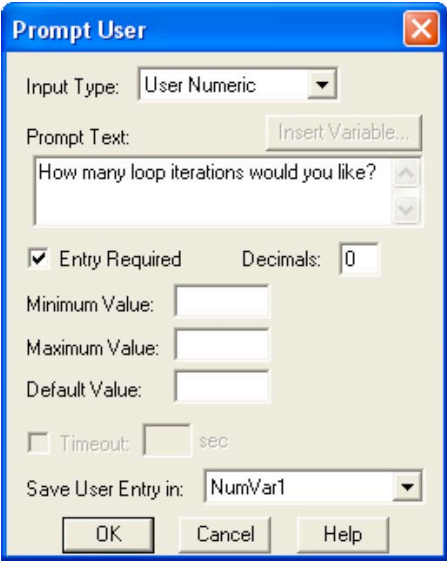 Prompt User
Input Type: User Numeric
Prompt Text: Insert Variable...
How many loop iterations would you like?
Entry Required Decimals: 0
Minimum Value:
Maximum Value:
Default Value:
Timeout: sec
Save User Entry in: NumVar1
OK Cancel Help